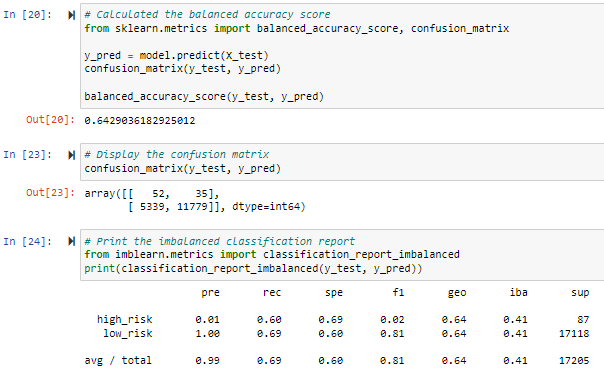 In [20]: # Calculated the balanced accuracy score
from sklearn.metrics import balanced_accuracy_score, confusion_matrix
y_pred = model.predict(X_test)
confusion_matrix(y_test, y_pred)
balanced_accuracy_score(y_test, y_pred)
Out[20]: 0.6429036182925012
In [23]: # Display the confusion matrix
confusion_matrix(y_test, y_pred)
Out[23]: array([[   52,    35],
[ 5339, 11779]], dtype=int64)
In [24]: # Print the imbalanced classification report
from imblearn.metrics import classification_report_imbalanced
print(classification_report_imbalanced(y_test, y_pred))
pre rec spe f1 geo iba sup
high_risk 0.01 0.60 0.69 0.02 0.64 0.41 87
low_risk 1.00 0.69 0.60 0.81 0.64 0.41 17118
avg / total 0.99 0.69 0.60 0.81 0.64 0.41 17205